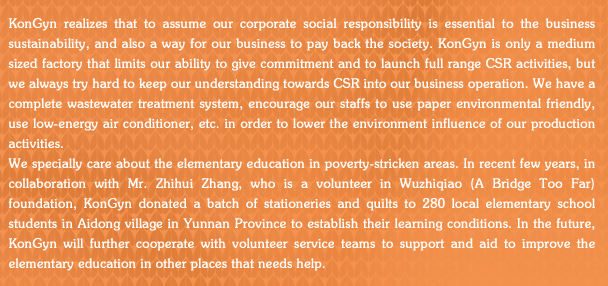 KonGyn realizes that to assume our corporate social responsibility is essential to the business
sustainability, and also a way for our business to pay back the society. KonGyn is only a medium
sized factory that limits our ability to give commitment and to launch full range CSR activities, but
we always try hard to keep our understanding towards CSR into our business operation. We have a
complete wastewater treatment system, encourage our staffs to use paper environmental friendly,
use low-energy air conditioner, etc. in order to lower the environment influence of our production
activities.
We specially care about the elementary education in poverty-stricken areas. In recent few years, in
collaboration with Mr. Zhihui Zhang, who is a volunteer in Wuzhiqiao (A Bridge Too Far)
foundation, KonGyn donated a batch of stationeries and quilts to 280 local elementary school
students in Aidong village in Yunnan Province to establish their learning conditions. In the future,
KonGyn will further cooperate with volunteer service teams to support and aid to improve the
elementary education in other places that needs help.